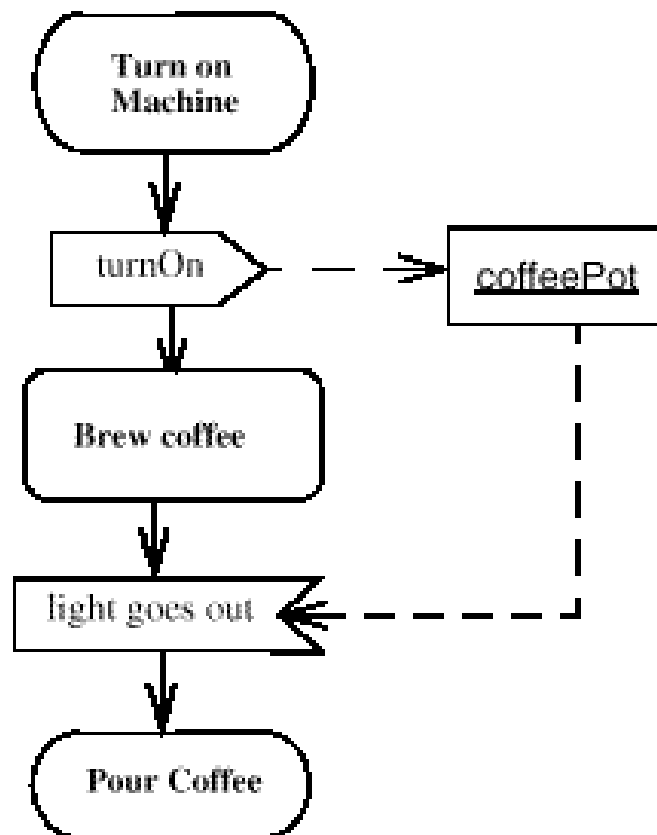 Turn on
Machine
turnOn
coffeePot
Brew coffee
light goes out
Pour Coffee